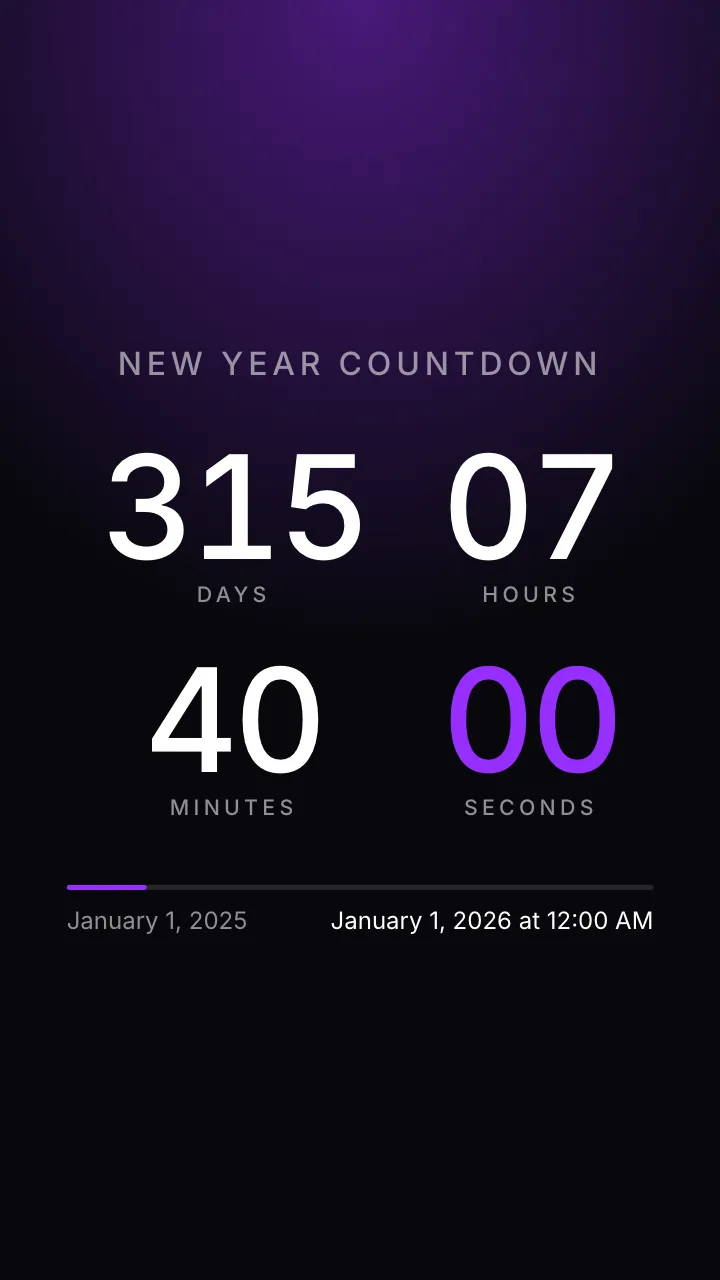 NEW YEAR COUNTDOWN
315 07
DAYS HOURS
40 00
MINUTES SECONDS
January 1, 2025 January 1, 2026 at 12:00 AM